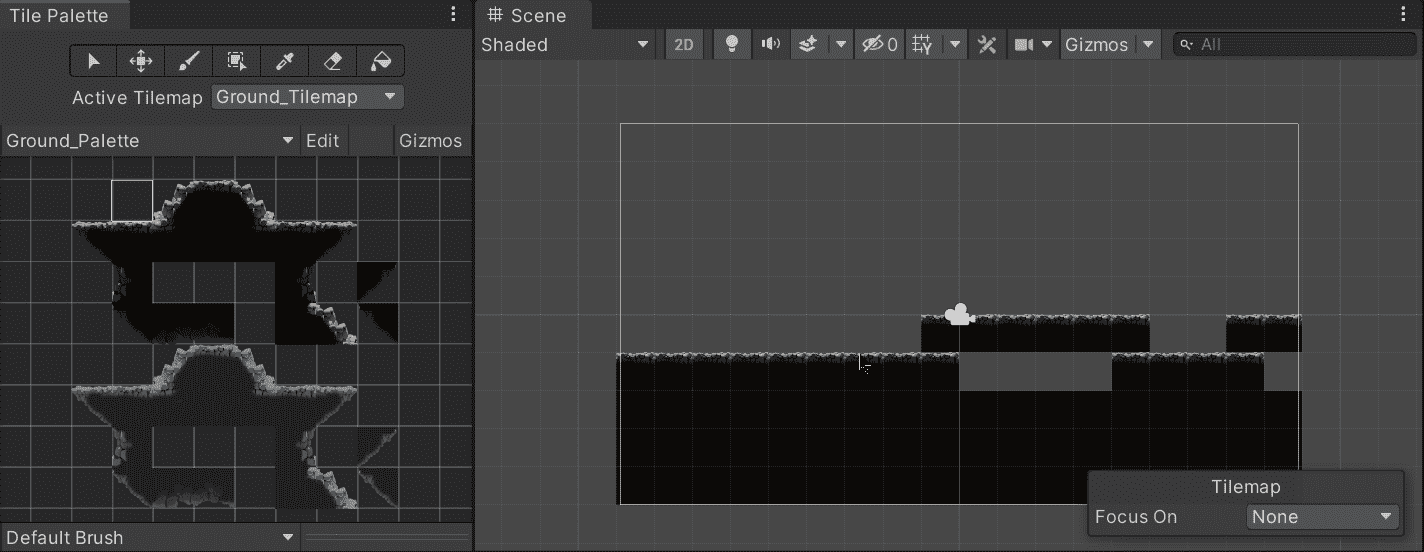 Tile Palette
Active Tilemap Ground_Tilemap
Ground_Palette Edit Gizmos
Default Brush
Scene
Shaded 2D 0 Gizmos All
Tilemap
Focus On None